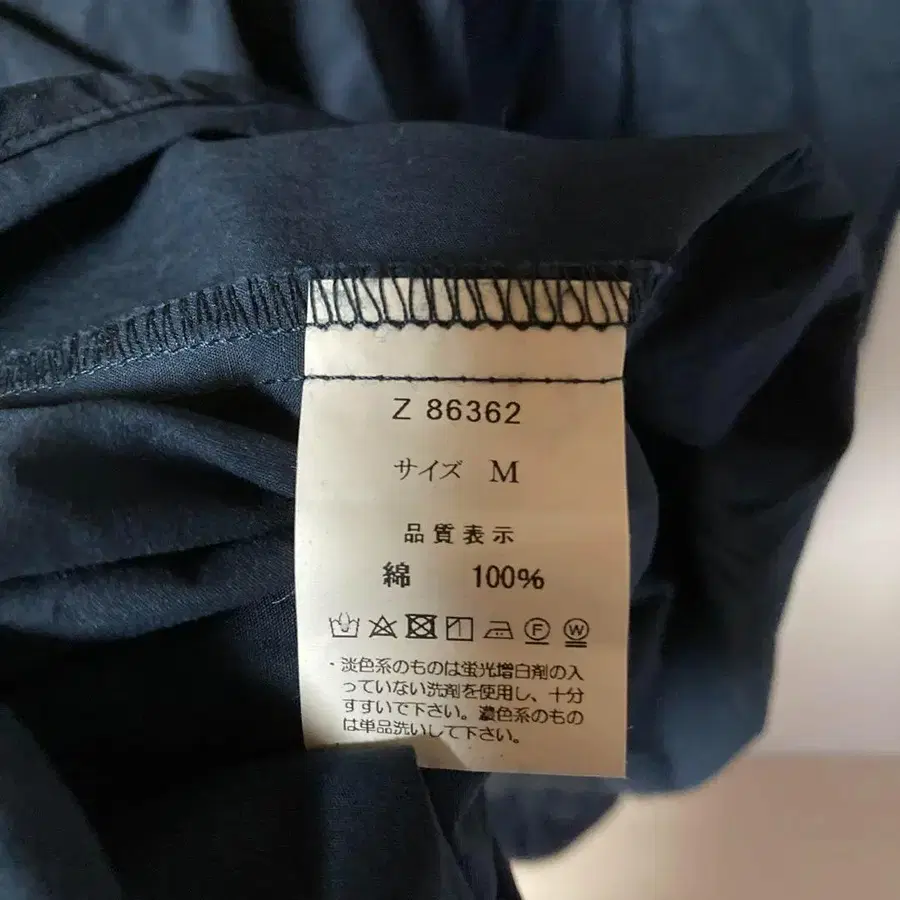 Z 86362
サイズ M
品質表示
綿 100%
F W
・淡色系のものは蛍光増白剤の入
っていない洗剤を使用し、十分
すすいで下さい。濃色系のもの
は単品洗いして下さい。